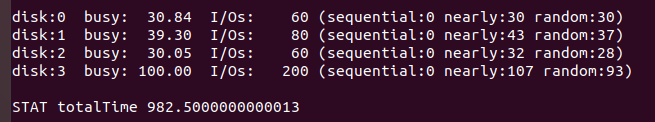 disk:0  busy:  30.84  I/Os:    60 (sequential:0 nearly:30 random:30)
disk:1  busy:  39.30  I/Os:    80 (sequential:0 nearly:43 random:37)
disk:2  busy:  30.05  I/Os:    60 (sequential:0 nearly:32 random:28)
disk:3  busy: 100.00  I/Os:   200 (sequential:0 nearly:107 random:93)
STAT totalTime 982.5000000000013